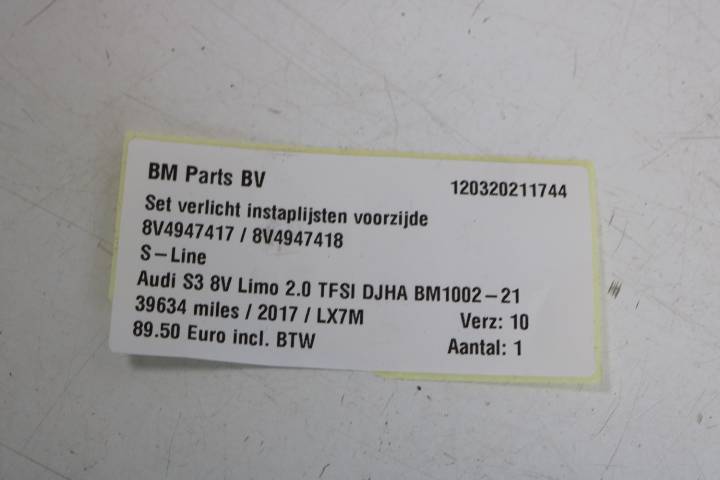 BM Parts BV 120320211744
Set verlicht instaplijsten voorzijde
8V4947417 / 8V4947418
S-Line
Audi S3 8V Limo 2.0 TFSI DJHA BM1002-21
39634 miles / 2017 / LX7M Verz: 10
89.50 Euro incl. BTW Aantal: 1